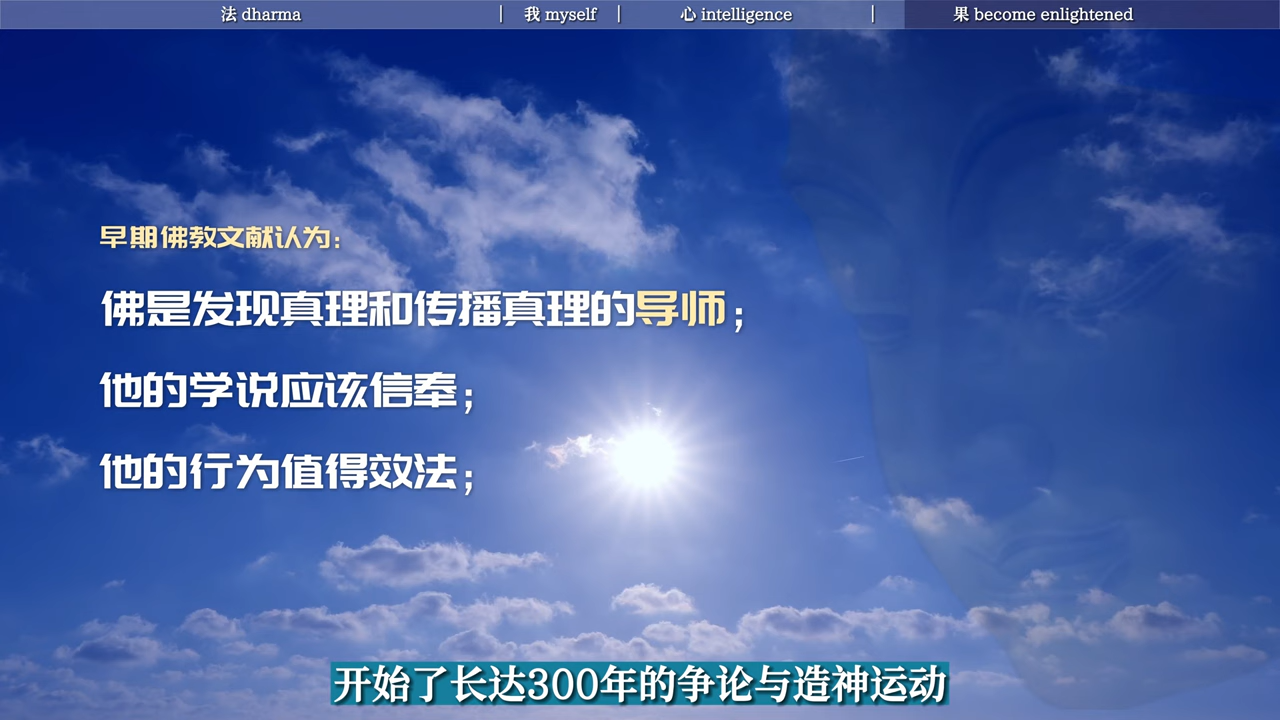 法 dharma | 我 myself | 心 intelligence | 果 become enlightened
早期佛教文献认为:
佛是发现真理和传播真理的导师;
他的学说应该信奉;
他的行为值得效法;
开始了长达300年的争论与造神运动